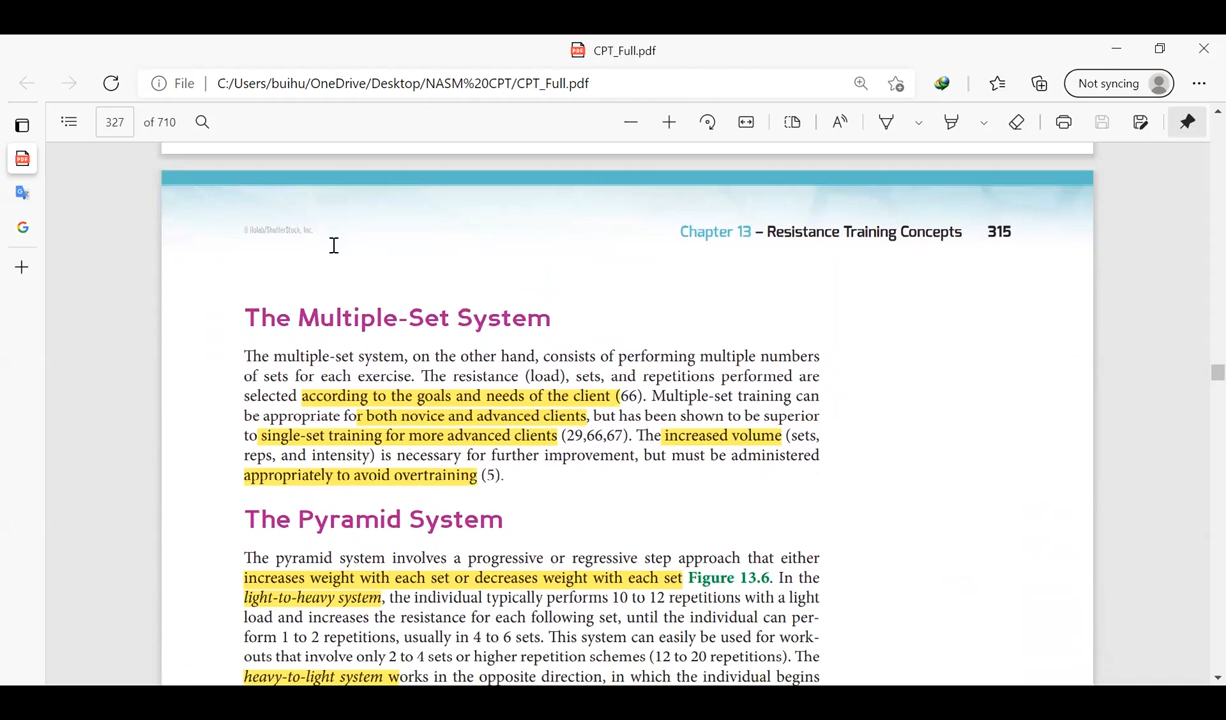 CPT_Full.pdf
File | C:/Users/buihu/OneDrive/Desktop/NASM%20CPT/CPT_Full.pdf
Not syncing
327 of 710
© Holab/ShutterStock, Inc.
Chapter 13 – Resistance Training Concepts 315
The Multiple-Set System
The multiple-set system, on the other hand, consists of performing multiple numbers
of sets for each exercise. The resistance (load), sets, and repetitions performed are
selected according to the goals and needs of the client (66). Multiple-set training can
be appropriate for both novice and advanced clients, but has been shown to be superior
to single-set training for more advanced clients (29,66,67). The increased volume (sets,
reps, and intensity) is necessary for further improvement, but must be administered
appropriately to avoid overtraining (5).
The Pyramid System
The pyramid system involves a progressive or regressive step approach that either
increases weight with each set or decreases weight with each set Figure 13.6. In the
light-to-heavy system, the individual typically performs 10 to 12 repetitions with a light
load and increases the resistance for each following set, until the individual can per-
form 1 to 2 repetitions, usually in 4 to 6 sets. This system can easily be used for work-
outs that involve only 2 to 4 sets or higher repetition schemes (12 to 20 repetitions). The
heavy-to-light system works in the opposite direction, in which the individual begins